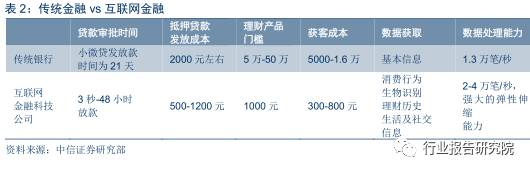 表 2：传统金融 vs 互联网金融
贷款审批时间
抵押贷款
发放成本
理财产品
门槛
获客成本
数据获取
数据处理能力
传统银行
小微贷发放款
时间为 21 天
2000 元左右
5 万-50 万
5000-1.6 万
基本信息
1.3 万笔/秒
互联网
金融科技
公司
3 秒-48 小时
放款
500-1200 元
1000 元
300-800 元
消费行为
生物识别
理财历史
生活及社交
信息
2-4 万笔/秒，
强大的弹性伸
缩
能力
资料来源：中信证券研究部
行业报告研究院